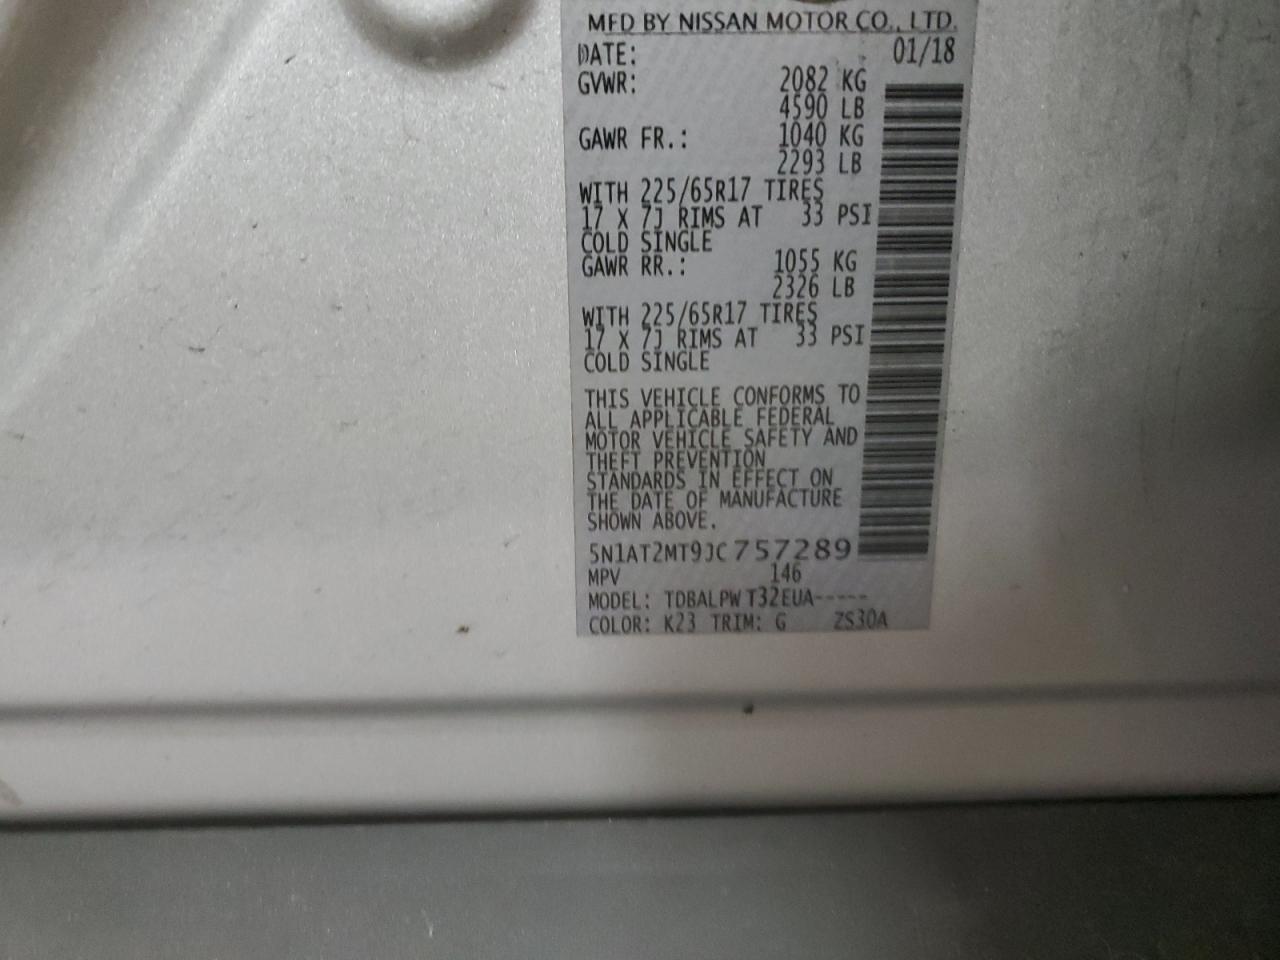 MFD BY NISSAN MOTOR CO., LTD.
DATE: 01/18
GVWR: 2082 KG
4590 LB
GAWR FR.: 1040 KG
2293 LB
WITH 225/65R17 TIRES
17 X 7J RIMS AT 33 PSI
COLD SINGLE
GAWR RR.: 1055 KG
2326 LB
WITH 225/65R17 TIRES
17 X 7J RIMS AT 33 PSI
COLD SINGLE
THIS VEHICLE CONFORMS TO
ALL APPLICABLE FEDERAL
MOTOR VEHICLE SAFETY AND
THEFT PREVENTION
STANDARDS IN EFFECT ON
THE DATE OF MANUFACTURE
SHOWN ABOVE.
5N1AT2MT9JC757289
MPV 146
MODEL: TDBALPW T32EUA-----
COLOR: K23 TRIM: G ZS30A